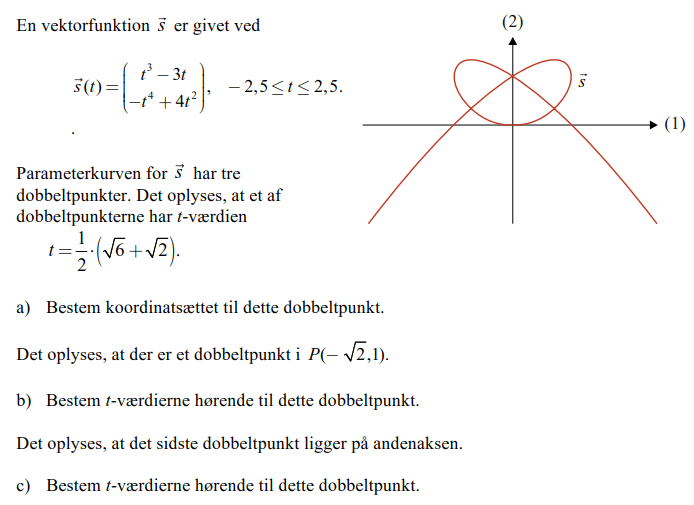 En vektorfunktion s⃗ er givet ved
(2)
s⃗(t) = ( t³ − 3t ; −t⁴ + 4t² ), − 2,5 ≤ t ≤ 2,5.
s⃗
.
(1)
Parameterkurven for s⃗ har tre
dobbeltpunkter. Det oplyses, at et af
dobbeltpunkterne har t-værdien
t = 1/2 · (√6 + √2).
a) Bestem koordinatsættet til dette dobbeltpunkt.
Det oplyses, at der er et dobbeltpunkt i P(− √2,1).
b) Bestem t-værdierne hørende til dette dobbeltpunkt.
Det oplyses, at det sidste dobbeltpunkt ligger på andenaksen.
c) Bestem t-værdierne hørende til dette dobbeltpunkt.